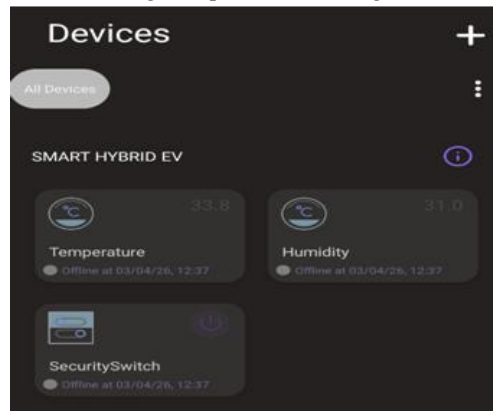 Devices
All Devices
SMART HYBRID EV
°C 33.8
Temperature
Offline at 03/04/26, 12:37
°C 31.0
Humidity
Offline at 03/04/26, 12:37
SecuritySwitch
Offline at 03/04/26, 12:37